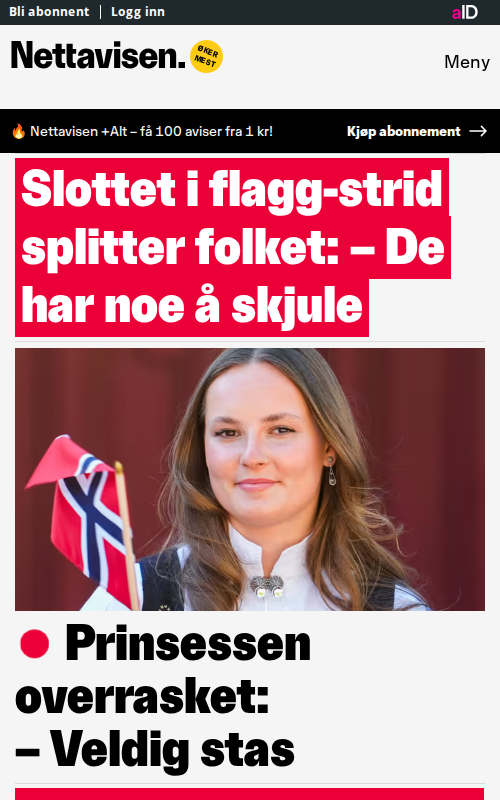 Bli abonnent | Logg inn
aID
Nettavisen.
ØKER
MEST
Meny
🔥 Nettavisen +Alt – få 100 aviser fra 1 kr!
Kjøp abonnement →
Slottet i flagg-strid
splitter folket: – De
har noe å skjule
Prinsessen
overrasket:
– Veldig stas